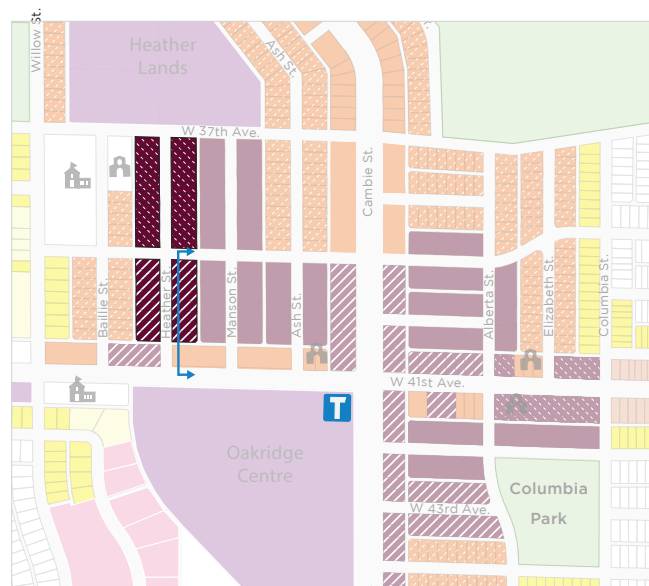 Willow St.
Heather
Lands
Ash St.
W 37th Ave.
Cambie St.
Baillie St.
Heather St.
Manson St.
Ash St.
Alberta St.
Elizabeth St.
Columbia St.
W 41st Ave.
T
Oakridge
Centre
Columbia
Park
W 43rd Ave.